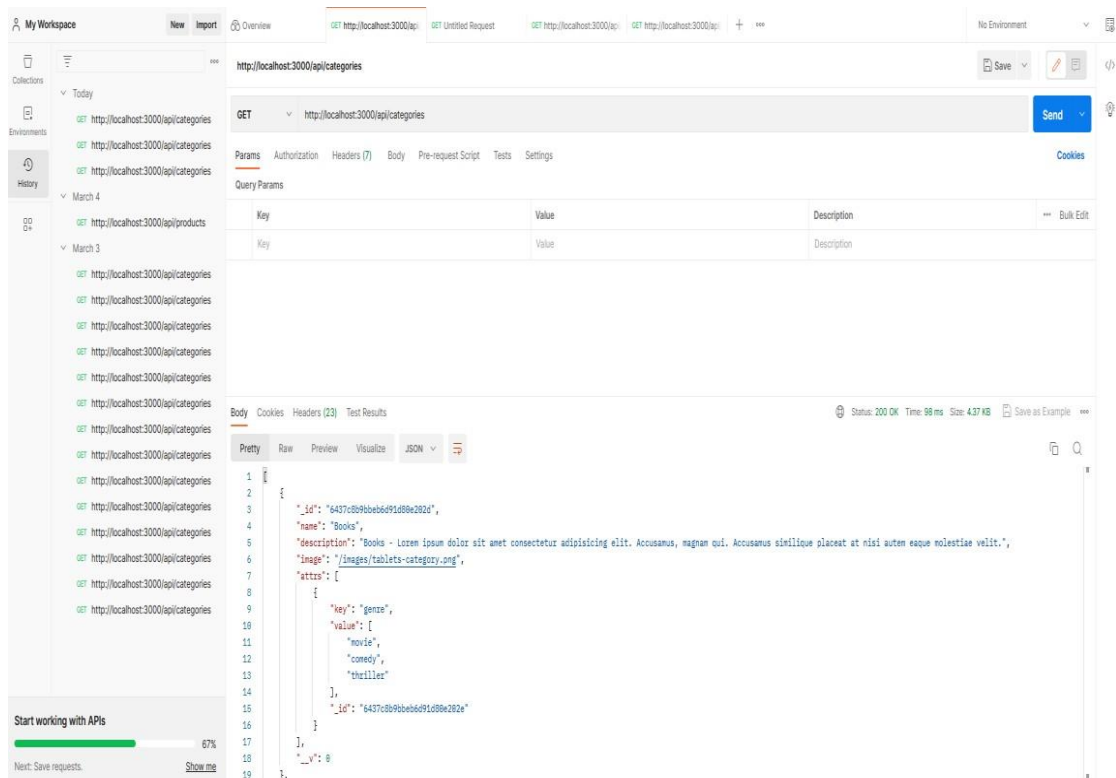 My Workspace
New Import
Overview
GET http://localhost:3000/api
GET Untitled Request
GET http://localhost:3000/api
GET http://localhost:3000/api
No Environment
Collections
Environments
History
Today
GET http://localhost:3000/api/categories
GET http://localhost:3000/api/categories
GET http://localhost:3000/api/categories
March 4
GET http://localhost:3000/api/products
March 3
GET http://localhost:3000/api/categories
GET http://localhost:3000/api/categories
GET http://localhost:3000/api/categories
GET http://localhost:3000/api/categories
GET http://localhost:3000/api/categories
GET http://localhost:3000/api/categories
GET http://localhost:3000/api/categories
GET http://localhost:3000/api/categories
GET http://localhost:3000/api/categories
GET http://localhost:3000/api/categories
GET http://localhost:3000/api/categories
GET http://localhost:3000/api/categories
GET http://localhost:3000/api/categories
GET http://localhost:3000/api/categories
Start working with APIs
67%
Next: Save requests. Show me
http://localhost:3000/api/categories
Save
GET http://localhost:3000/api/categories Send
Params Authorization Headers (7) Body Pre-request Script Tests Settings Cookies
Query Params
Key Value Description Bulk Edit
Key Value Description
Body Cookies Headers (23) Test Results Status: 200 OK Time: 98 ms Size: 4.37 KB Save as Example
Pretty Raw Preview Visualize JSON
1 [
2 {
3 "_id": "6437c8b9bbeb6d91d80e202d",
4 "name": "Books",
5 "description": "Books - Lorem ipsum dolor sit amet consectetur adipisicing elit. Accusamus, magnam qui. Accusamus similique placeat at nisi autem eaque molestiae velit.",
6 "image": "/images/tablets-category.png",
7 "attrs": [
8 {
9 "key": "genre",
10 "value": [
11 "movie",
12 "comedy",
13 "thriller"
14 ],
15 "_id": "6437c8b9bbeb6d91d80e202e"
16 }
17 ],
18 "__v": 0
19 },